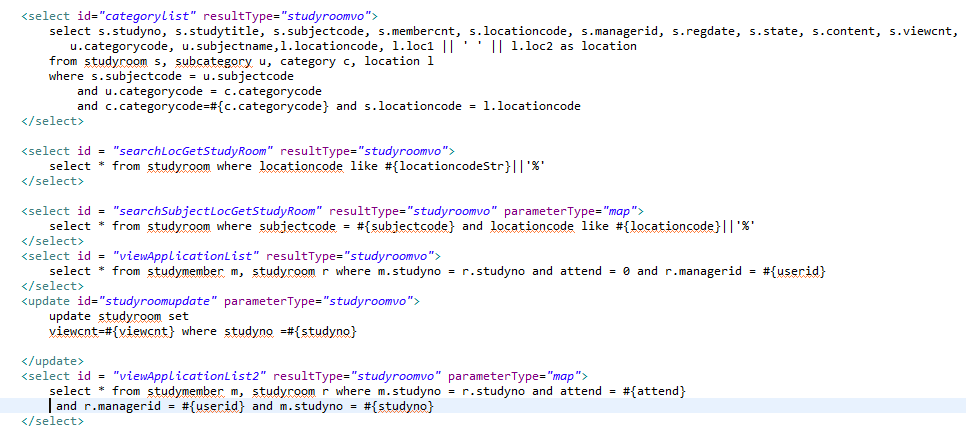 <select id="categorylist" resultType="studyroomvo">
select s.studyno, s.studytitle, s.subjectcode, s.membercnt, s.locationcode, s.managerid, s.regdate, s.state, s.content, s.viewcnt,
u.categorycode, u.subjectname,l.locationcode, l.loc1 || ' ' || l.loc2 as location
from studyroom s, subcategory u, category c, location l
where s.subjectcode = u.subjectcode
and u.categorycode = c.categorycode
and c.categorycode=#{c.categorycode} and s.locationcode = l.locationcode
</select>
<select id = "searchLocGetStudyRoom" resultType="studyroomvo">
select * from studyroom where locationcode like #{locationcodeStr}||'%'
</select>
<select id = "searchSubjectLocGetStudyRoom" resultType="studyroomvo" parameterType="map">
select * from studyroom where subjectcode = #{subjectcode} and locationcode like #{locationcode}||'%'
</select>
<select id = "viewApplicationList" resultType="studyroomvo">
select * from studymember m, studyroom r where m.studyno = r.studyno and attend = 0 and r.managerid = #{userid}
</select>
<update id="studyroomupdate" parameterType="studyroomvo">
update studyroom set
viewcnt=#{viewcnt} where studyno =#{studyno}
</update>
<select id = "viewApplicationList2" resultType="studyroomvo" parameterType="map">
select * from studymember m, studyroom r where m.studyno = r.studyno and attend = #{attend}
and r.managerid = #{userid} and m.studyno = #{studyno}
</select>